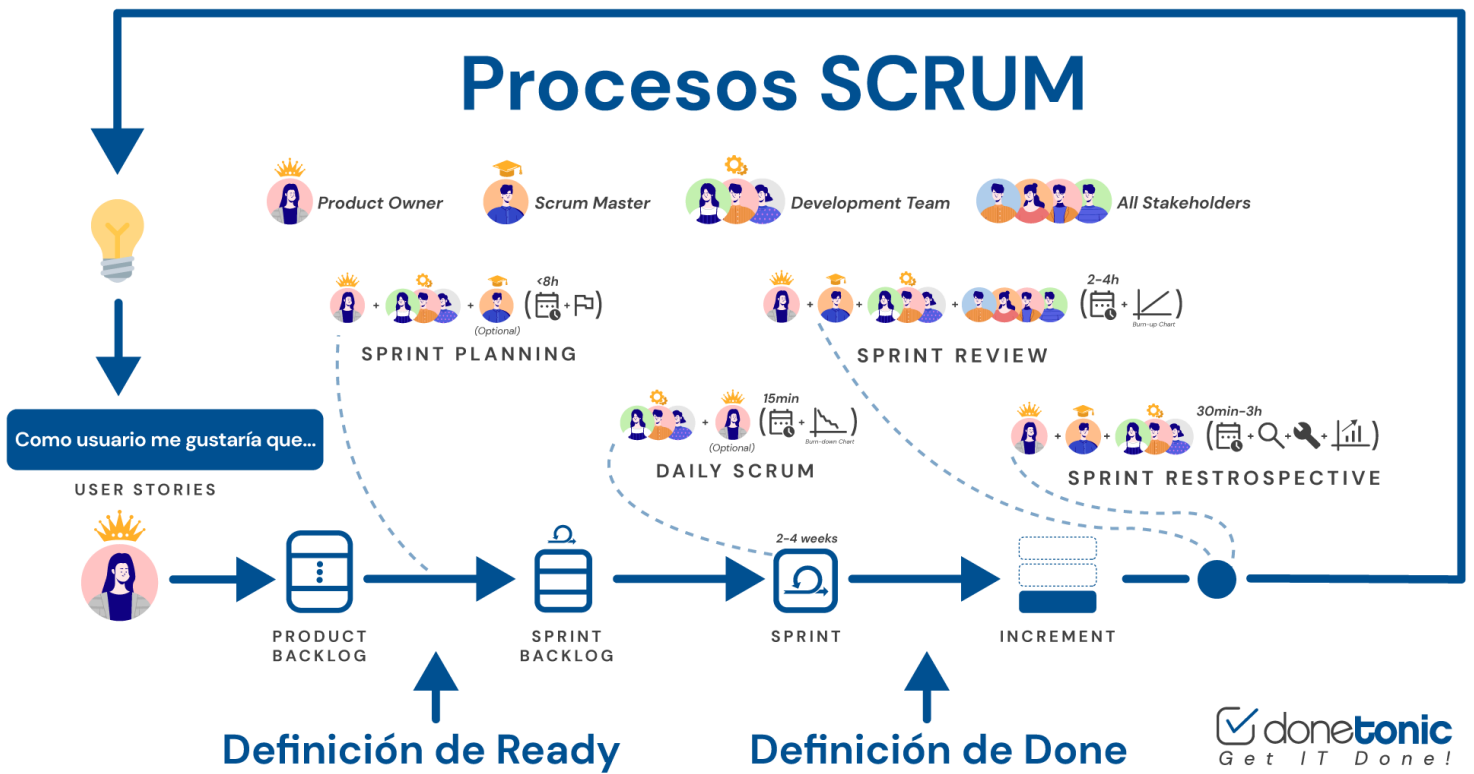 Procesos SCRUM
Product Owner
Scrum Master
Development Team
All Stakeholders
<8h
(Optional)
SPRINT PLANNING
2-4h
Burn-up Chart
SPRINT REVIEW
15min
(Optional)
Burn-down Chart
DAILY SCRUM
30min-3h
SPRINT RESTROSPECTIVE
Como usuario me gustaría que...
USER STORIES
2-4 weeks
PRODUCT
BACKLOG
SPRINT
BACKLOG
SPRINT
INCREMENT
Definición de Ready
Definición de Done
donetonic
Get IT Done!